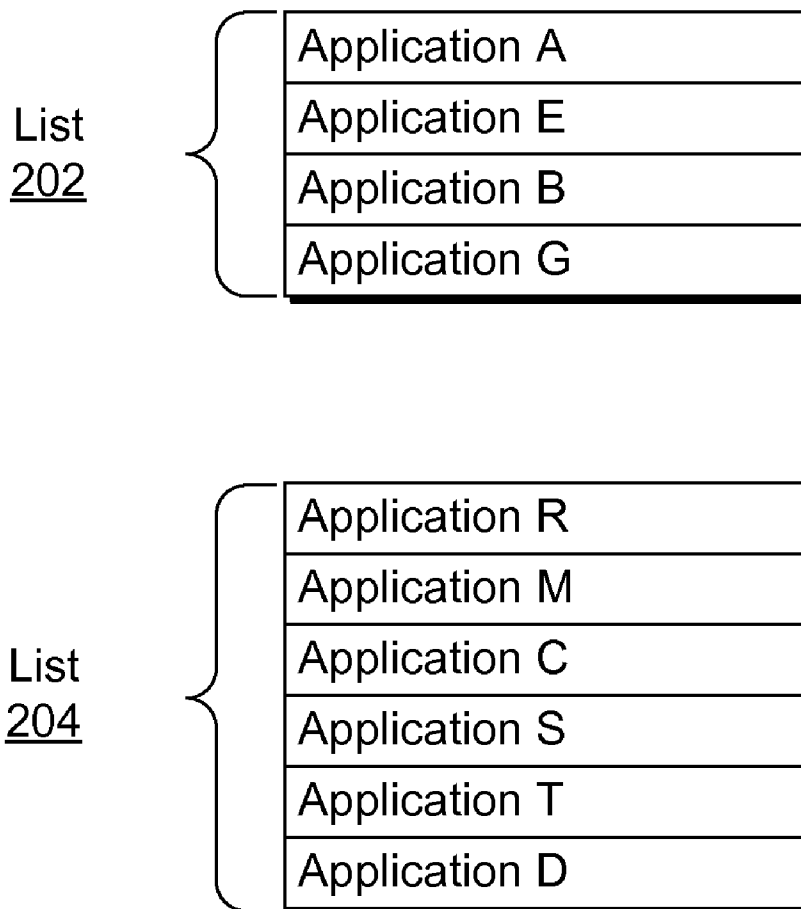 List
202
Application A
Application E
Application B
Application G
List
204
Application R
Application M
Application C
Application S
Application T
Application D